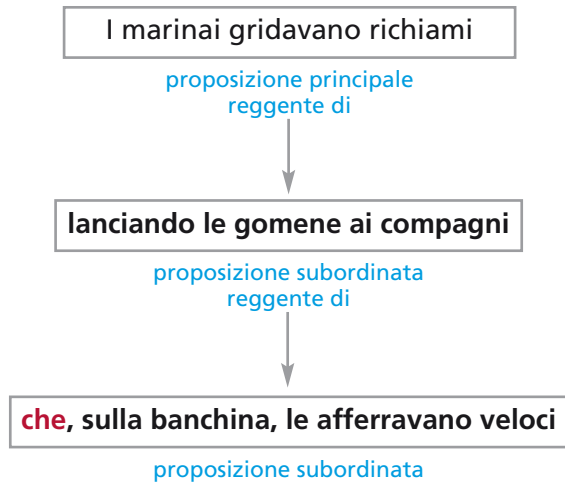 I marinai gridavano richiami
proposizione principale
reggente di
lanciando le gomene ai compagni
proposizione subordinata
reggente di
che, sulla banchina, le afferravano veloci
proposizione subordinata